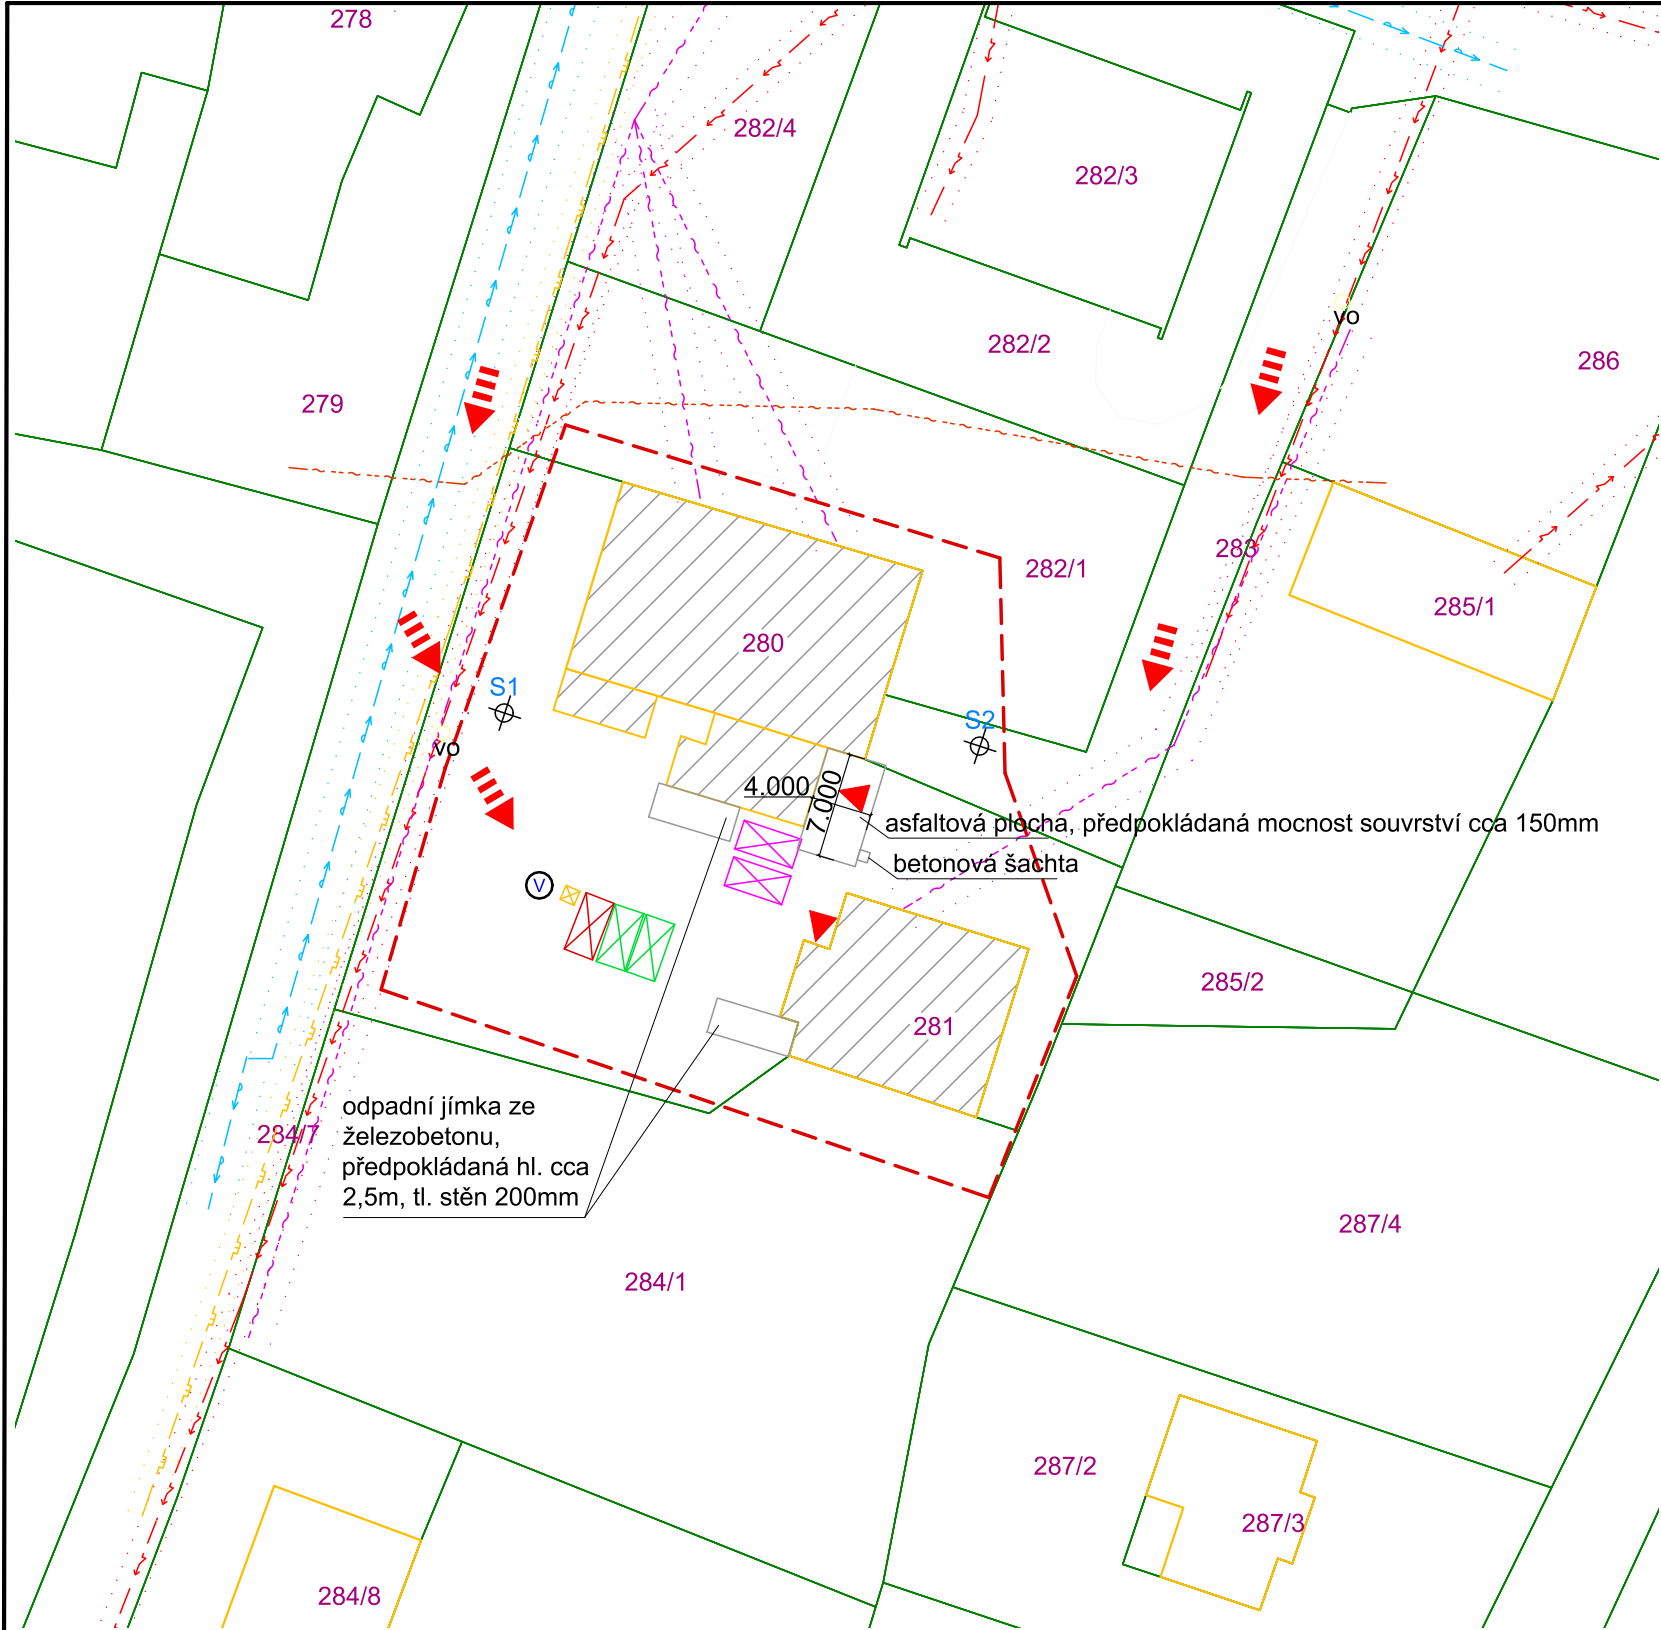 278
282/4
282/3
vo
282/2
286
279
283
282/1
285/1
280
S1
S2
vo
4.000
7.000
asfaltová plocha, předpokládaná mocnost souvrství cca 150mm
betonová šachta
V
285/2
281
odpadní jímka ze
železobetonu,
předpokládaná hl. cca
2,5m, tl. stěn 200mm
284/7
287/4
284/1
287/2
287/3
284/8